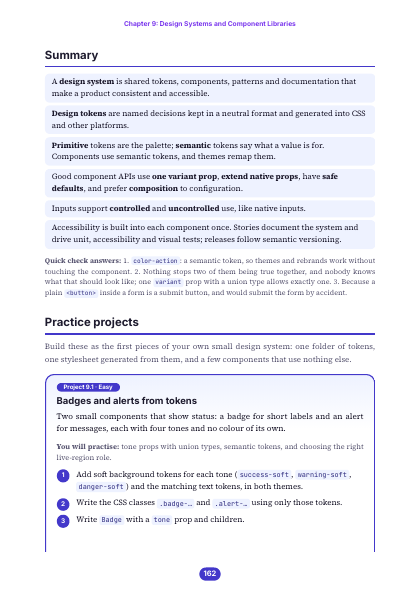 Chapter 9: Design Systems and Component Libraries
Summary
A design system is shared tokens, components, patterns and documentation that
make a product consistent and accessible.
Design tokens are named decisions kept in a neutral format and generated into CSS
and other platforms.
Primitive tokens are the palette; semantic tokens say what a value is for.
Components use semantic tokens, and themes remap them.
Good component APIs use one variant prop, extend native props, have safe
defaults, and prefer composition to configuration.
Inputs support controlled and uncontrolled use, like native inputs.
Accessibility is built into each component once. Stories document the system and
drive unit, accessibility and visual tests; releases follow semantic versioning.
Quick check answers: 1. color-action: a semantic token, so themes and rebrands work without
touching the component. 2. Nothing stops two of them being true together, and nobody knows
what that should look like; one variant prop with a union type allows exactly one. 3. Because a
plain <button> inside a form is a submit button, and would submit the form by accident.
Practice projects
Build these as the first pieces of your own small design system: one folder of tokens,
one stylesheet generated from them, and a few components that use nothing else.
Project 9.1 · Easy
Badges and alerts from tokens
Two small components that show status: a badge for short labels and an alert
for messages, each with four tones and no colour of its own.
You will practise: tone props with union types, semantic tokens, and choosing the right
live-region role.
1 Add soft background tokens for each tone ( success-soft , warning-soft ,
danger-soft ) and the matching text tokens, in both themes.
2 Write the CSS classes .badge-… and .alert-… using only those tokens.
3 Write Badge with a tone prop and children.
162